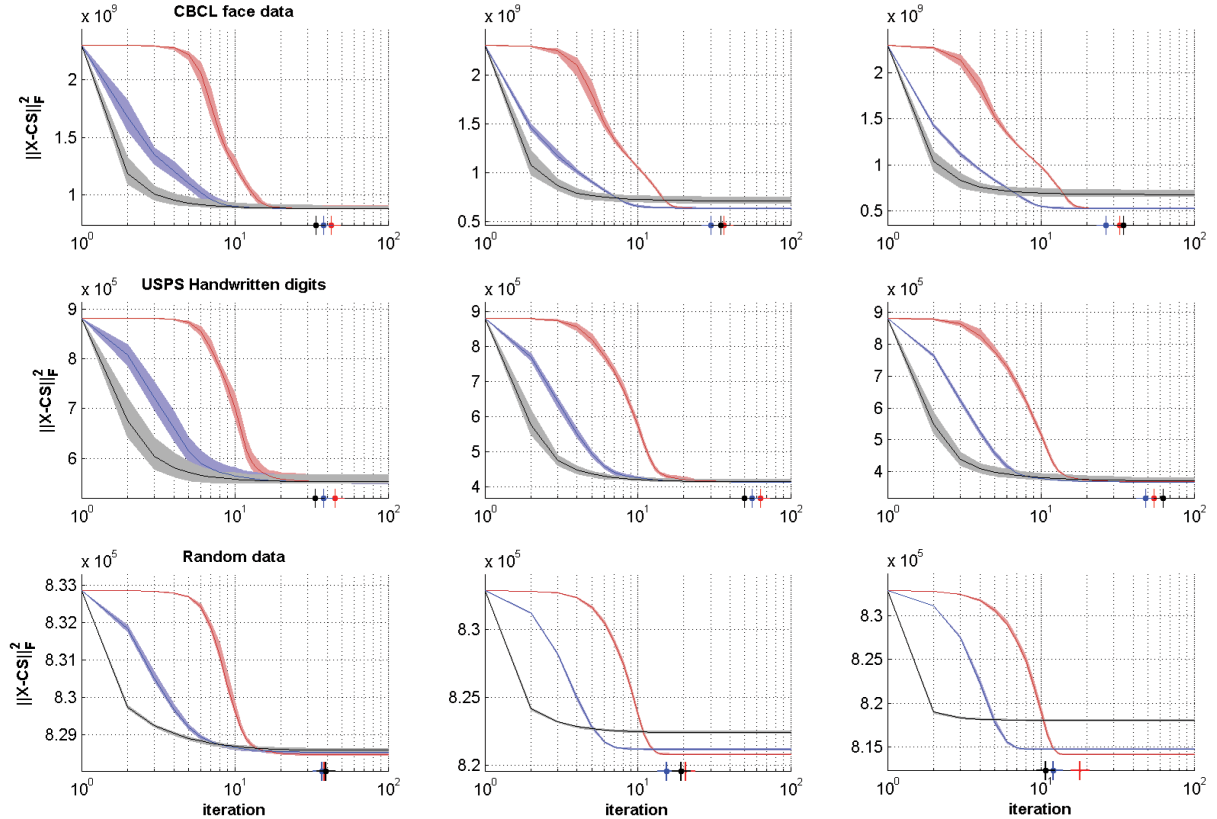 CBCL face data
x 10^9 x 10^9 x 10^9
2 2 2
||X-CS||_F^2
1.5 1.5 1.5
1 1 1
0.5 0.5
10^0 10^1 10^2 10^0 10^1 10^2 10^0 10^1 10^2
USPS Handwritten digits
x 10^5 x 10^5 x 10^5
9 9 9
8 8 8
||X-CS||_F^2
7 7 7
6 6 6
5 5
4 4
10^0 10^1 10^2 10^0 10^1 10^2 10^0 10^1 10^2
Random data
x 10^5 x 10^5 x 10^5
8.33 8.3 8.3
8.32
8.31 8.25
||X-CS||_F^2
8.3 8.225 8.20
8.29 8.2 8.15
10^0 10^1 10^2 10^0 10^1 10^2 10^0 10^1 10^2
iteration iteration iteration